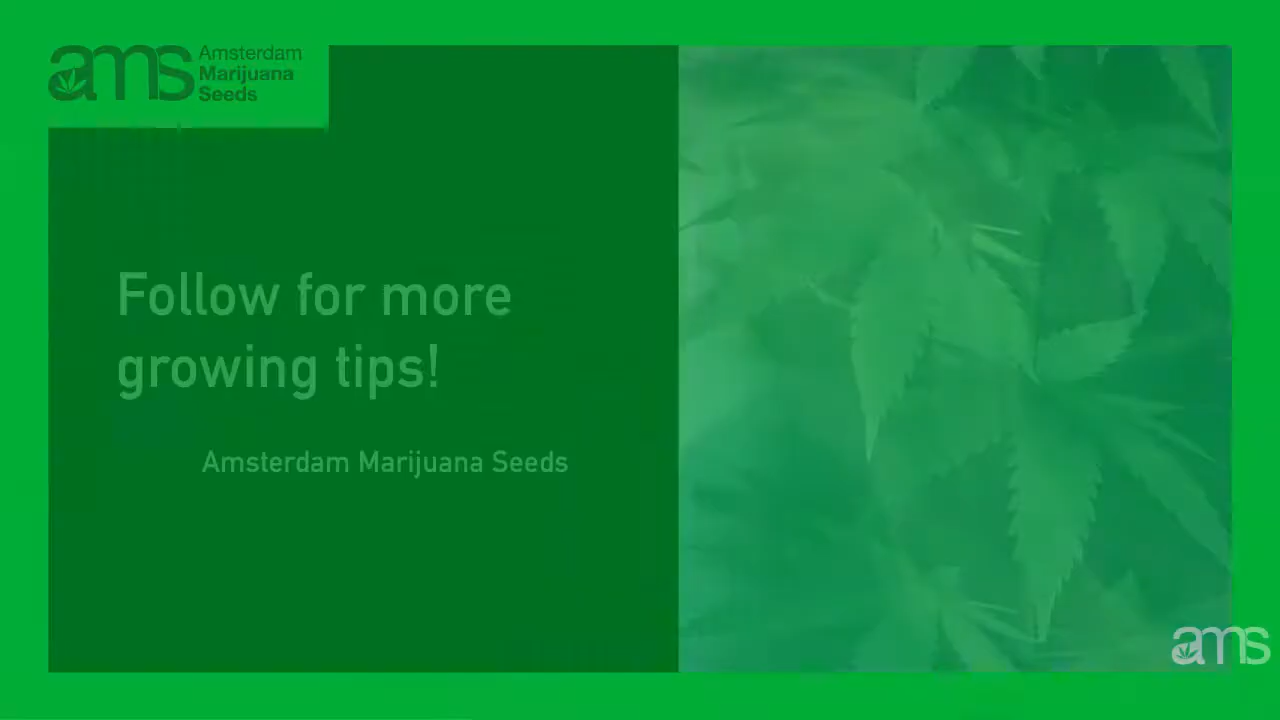 ams Amsterdam
Marijuana
Seeds
Follow for more
growing tips!
Amsterdam Marijuana Seeds
ams